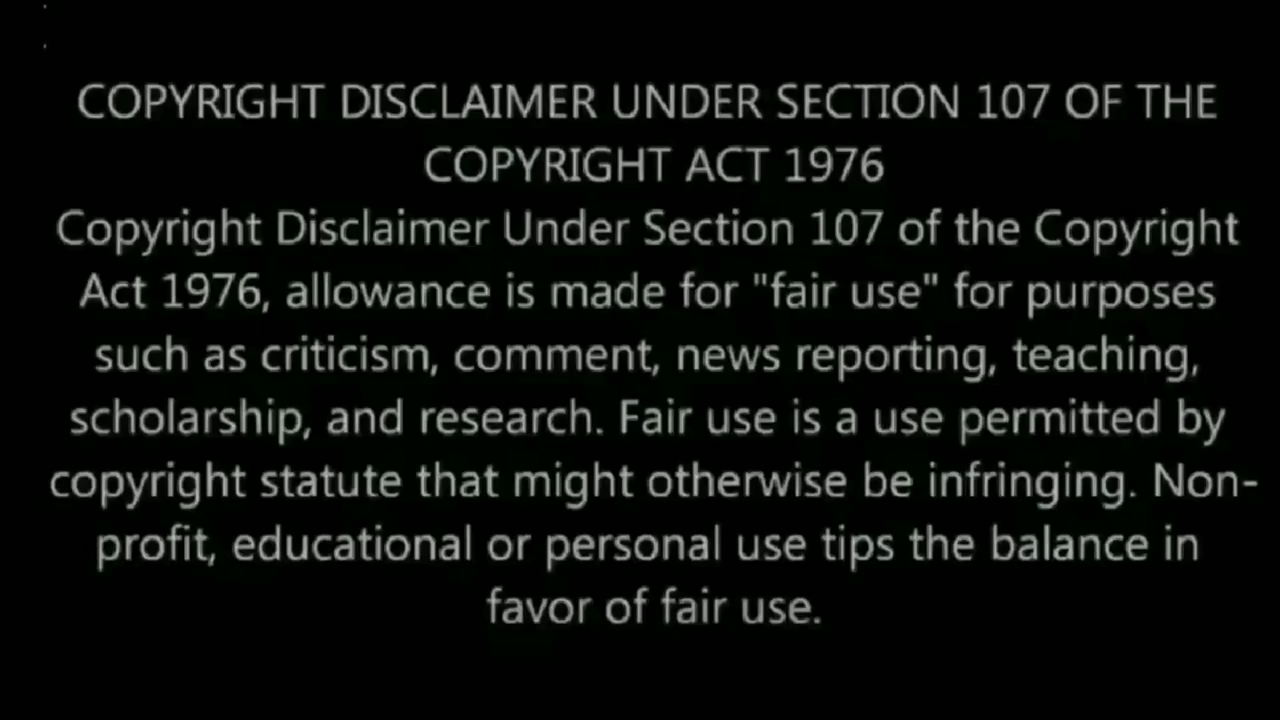 COPYRIGHT DISCLAIMER UNDER SECTION 107 OF THE
COPYRIGHT ACT 1976
Copyright Disclaimer Under Section 107 of the Copyright
Act 1976, allowance is made for "fair use" for purposes
such as criticism, comment, news reporting, teaching,
scholarship, and research. Fair use is a use permitted by
copyright statute that might otherwise be infringing. Non-
profit, educational or personal use tips the balance in
favor of fair use.